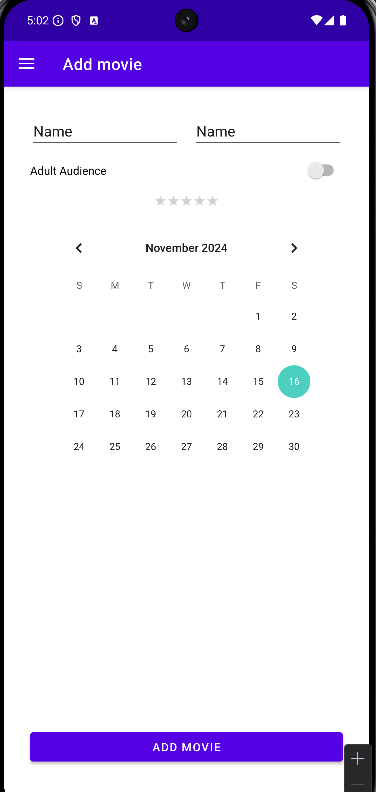 5:02
Add movie
Name Name
Adult Audience
November 2024
S M T W T F S
1 2
3 4 5 6 7 8 9
10 11 12 13 14 15 16
17 18 19 20 21 22 23
24 25 26 27 28 29 30
ADD MOVIE